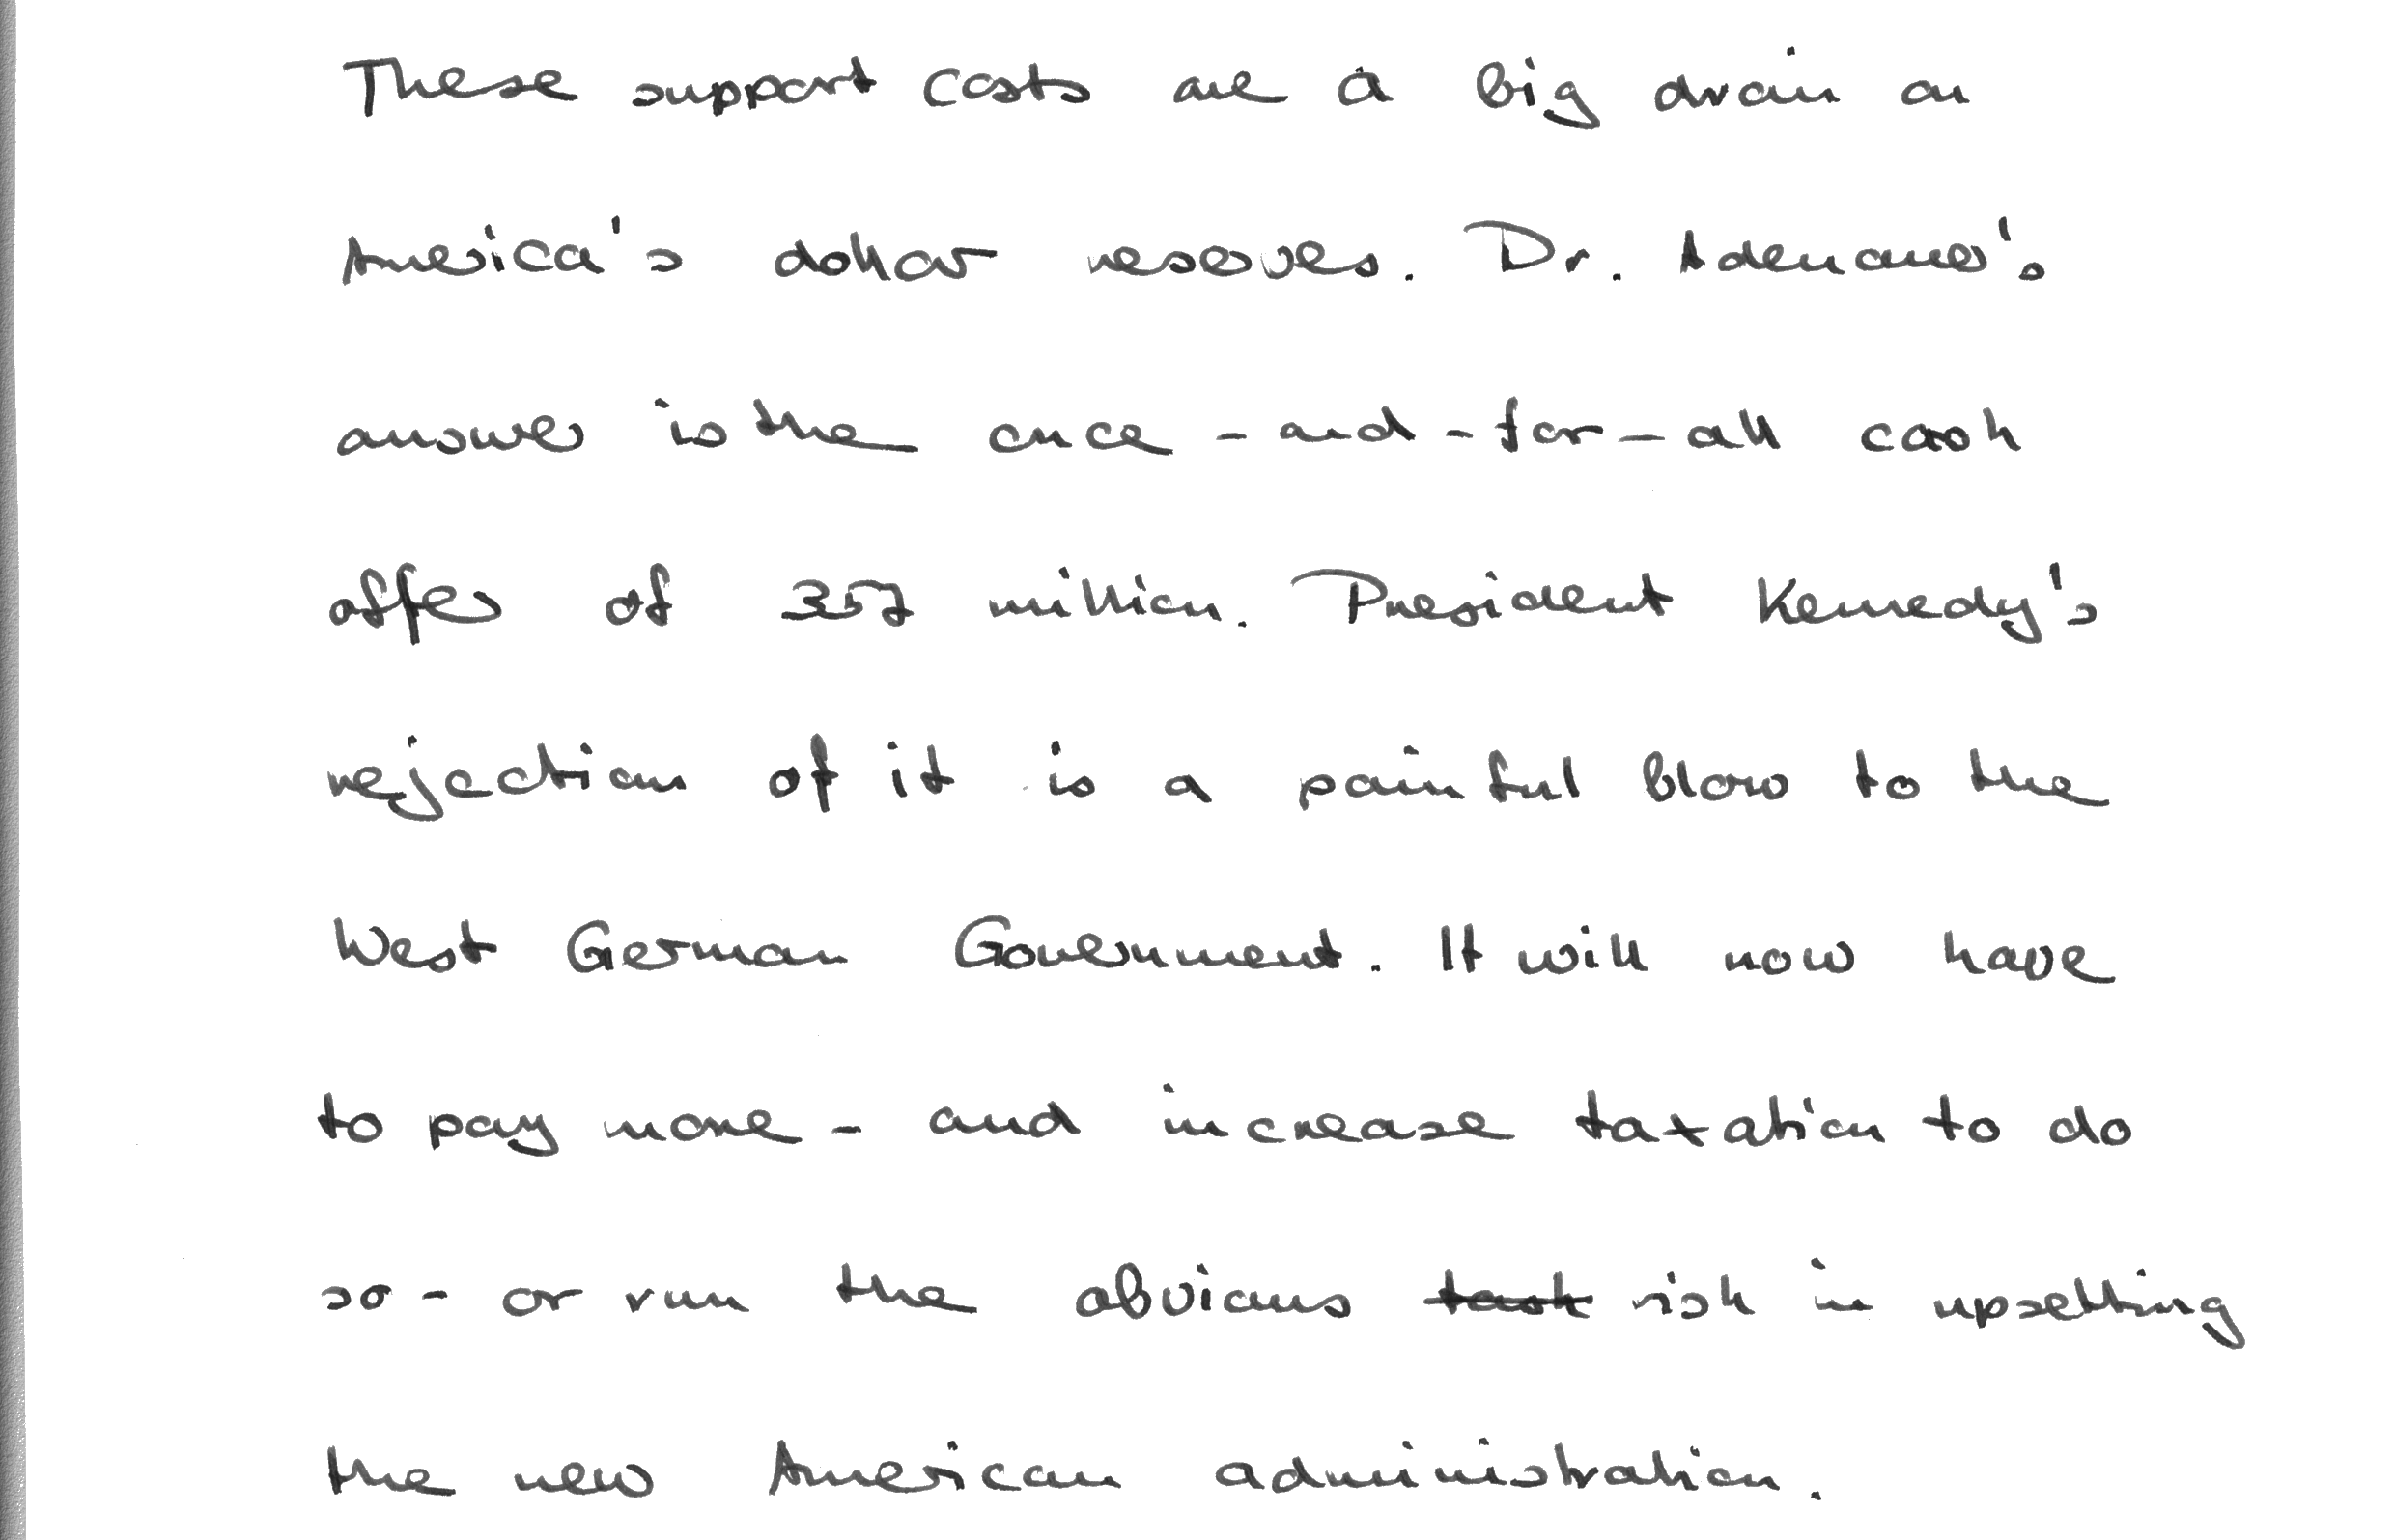 These support costs are a big drain on
America's dollar reserves. Dr. Adenauer's
answer is the once-and-for-all cash
offer of 357 million. President Kennedy's
rejection of it is a painful blow to the
West German Government. It will now have
to pay more - and increase taxation to do
so - or run the obvious risk in upsetting
the new American administration.